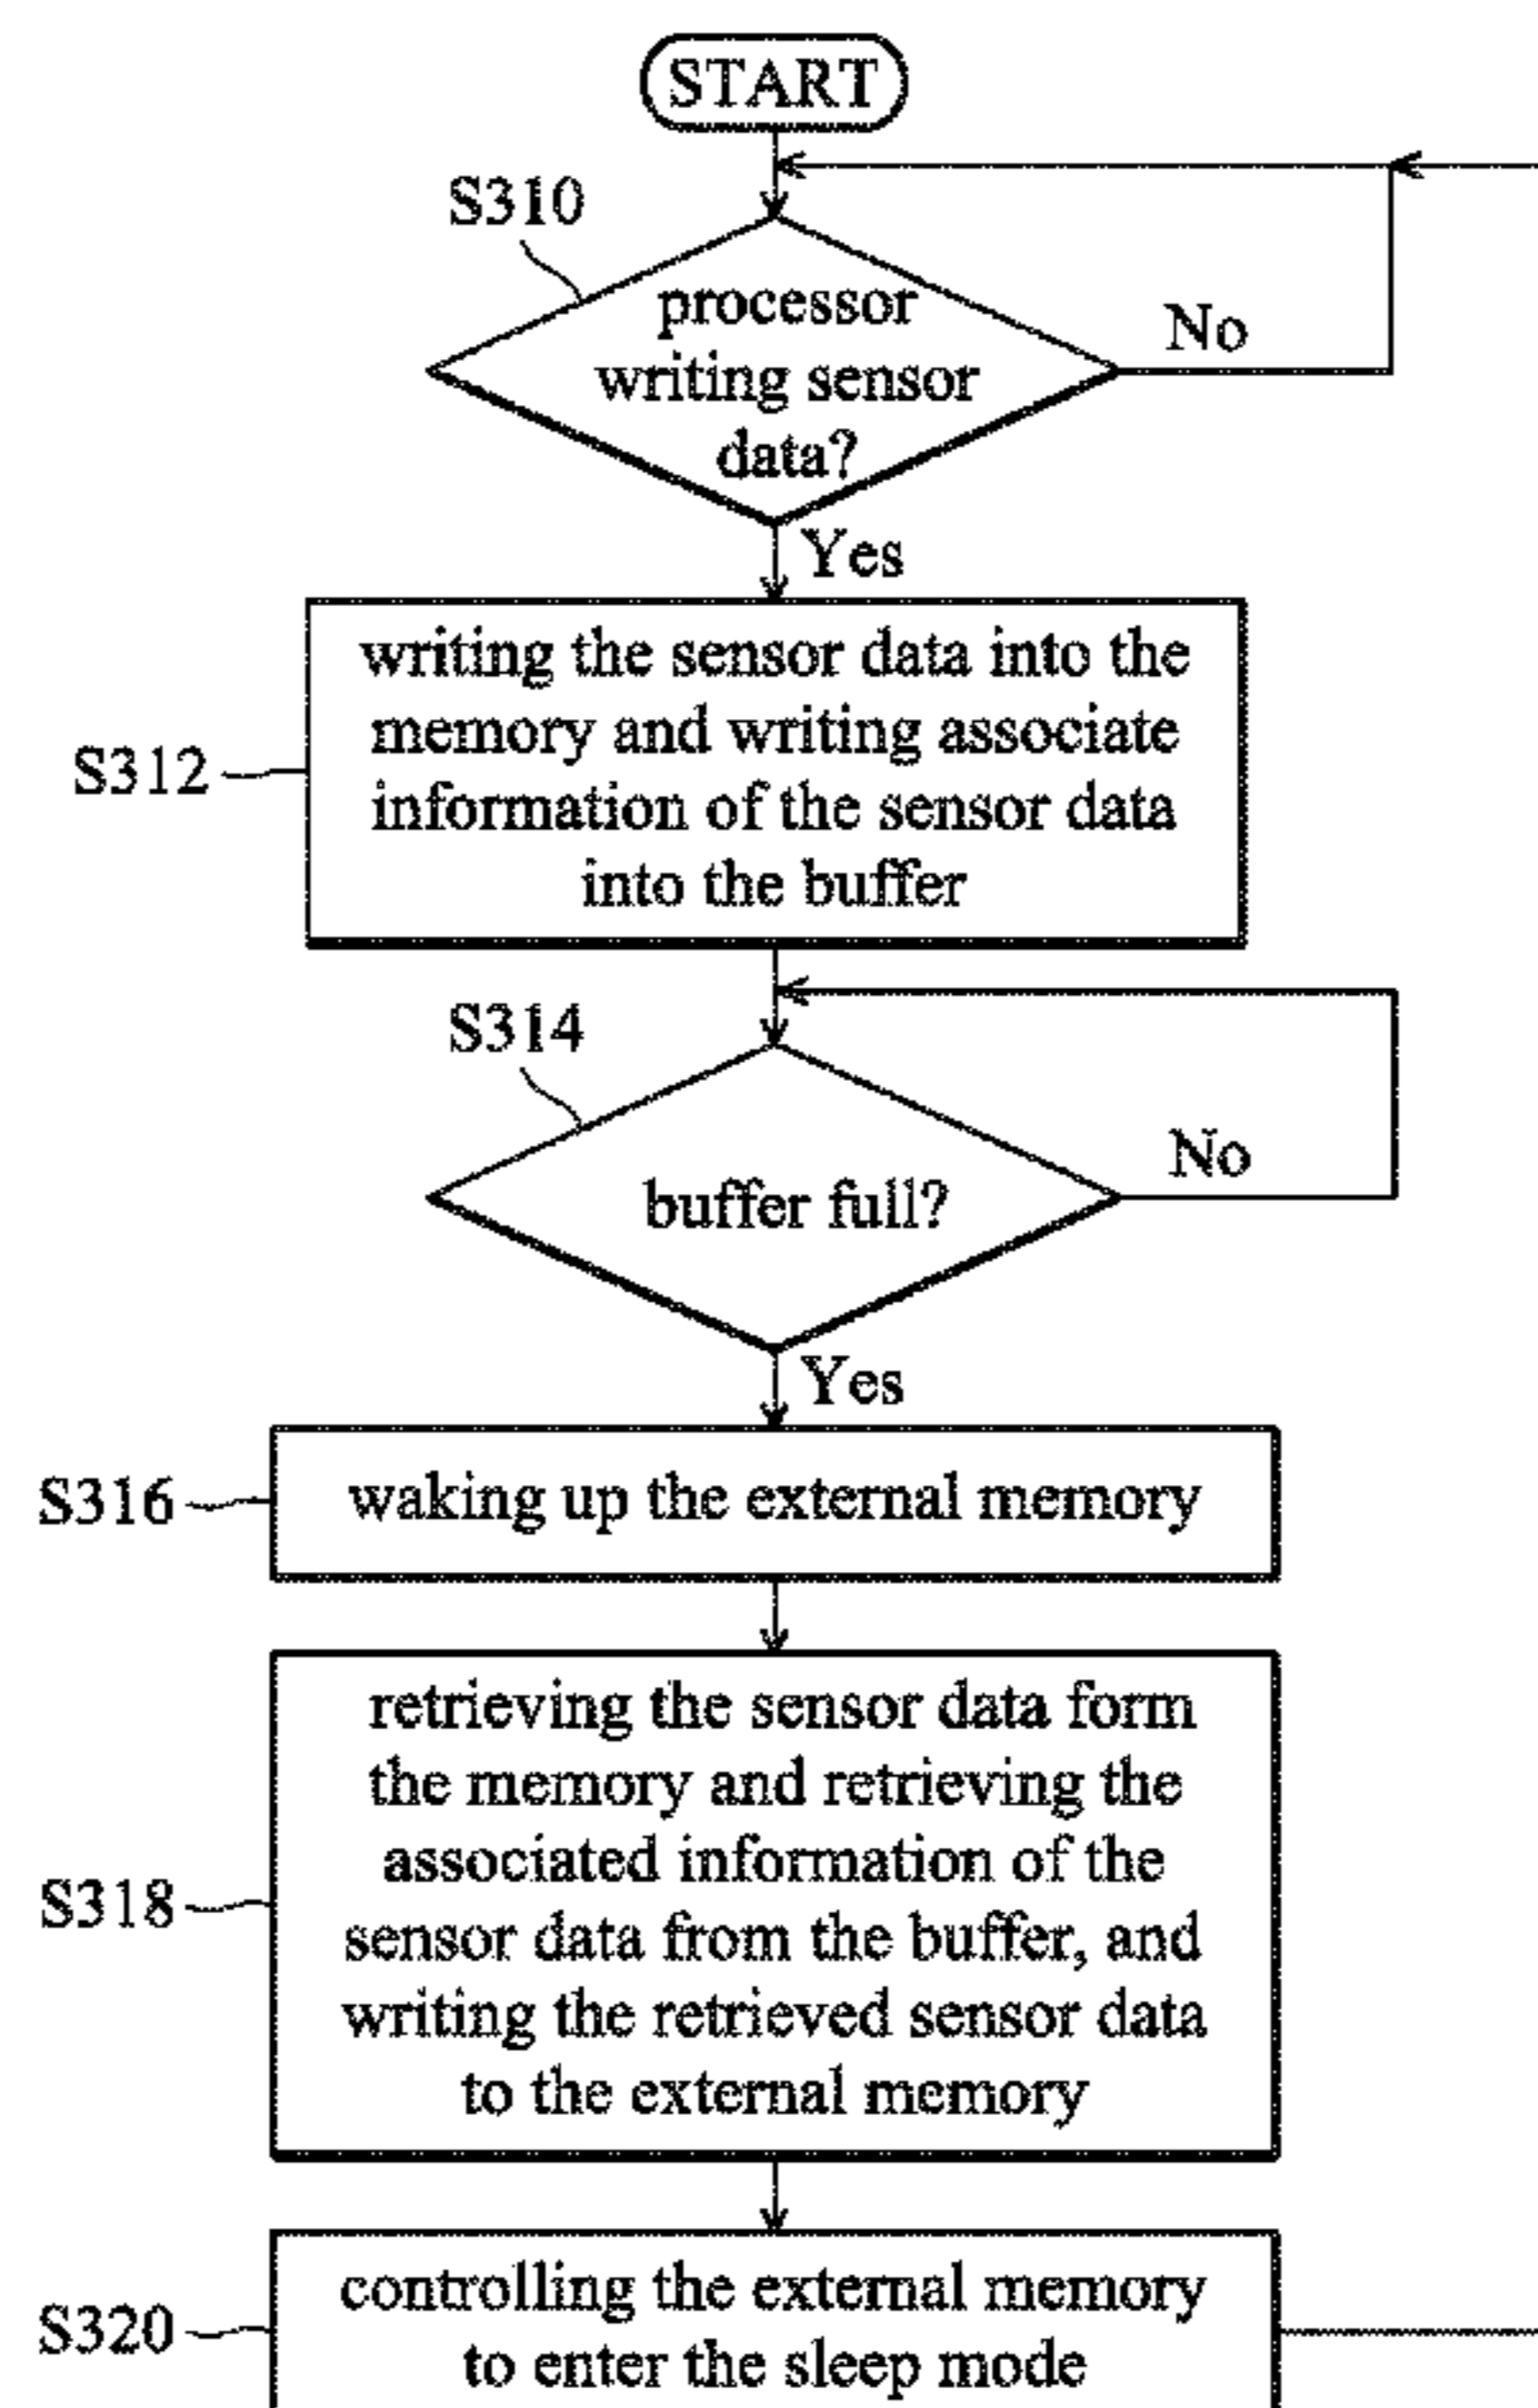 START
S310
processor
writing sensor
data?
No
Yes
writing the sensor data into the
memory and writing associate
information of the sensor data
into the buffer
S312
S314
buffer full?
No
Yes
S316
waking up the external memory
S318
retrieving the sensor data form
the memory and retrieving the
associated information of the
sensor data from the buffer, and
writing the retrieved sensor data
to the external memory
S320
controlling the external memory
to enter the sleep mode